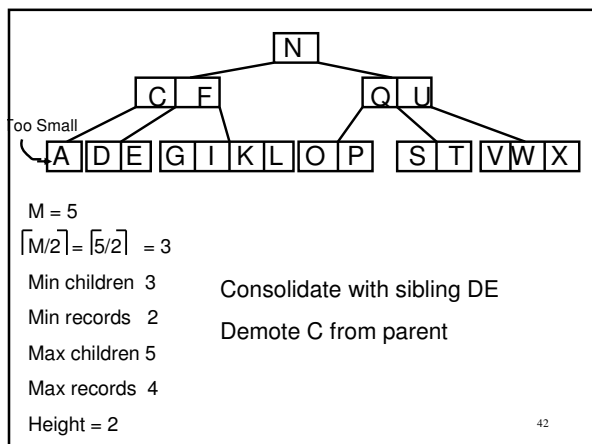 N
C F Q U
Too Small
A D E G I K L O P S T V W X
M = 5
⌈M/2⌉ = ⌈5/2⌉ = 3
Min children 3
Min records 2
Max children 5
Max records 4
Height = 2
Consolidate with sibling DE
Demote C from parent
42